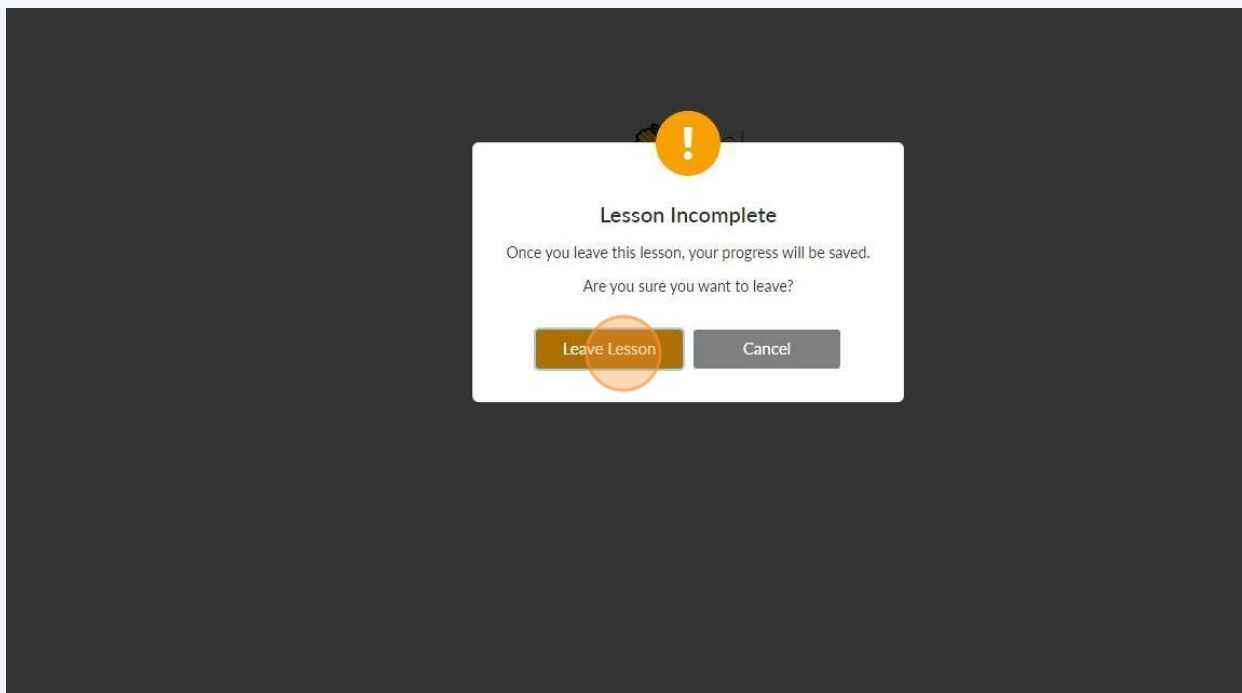 !
Lesson Incomplete
Once you leave this lesson, your progress will be saved.
Are you sure you want to leave?
Leave Lesson
Cancel